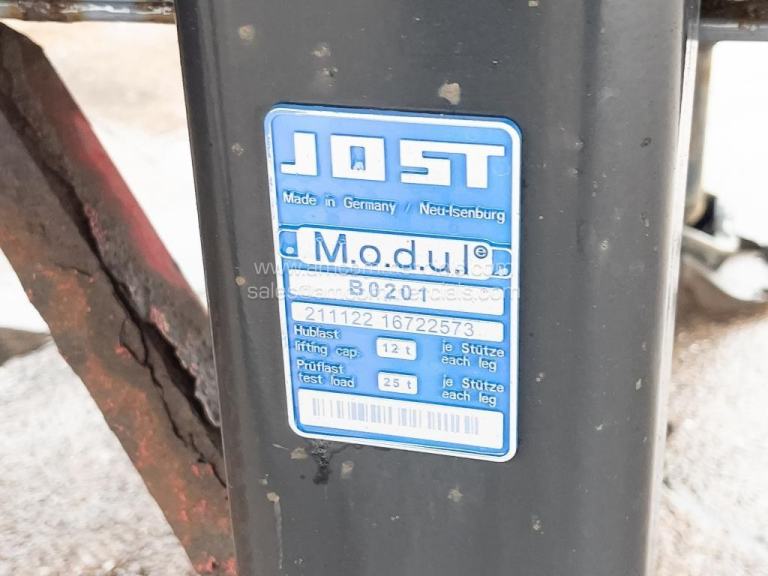 JOST
Made in Germany / Neu-Isenburg
M.o.d.u.l®
B0201
211122 16722573
Hublast
lifting cap.
12 t
je Stütze
each leg
Prüflast
test load
25 t
je Stütze
each leg